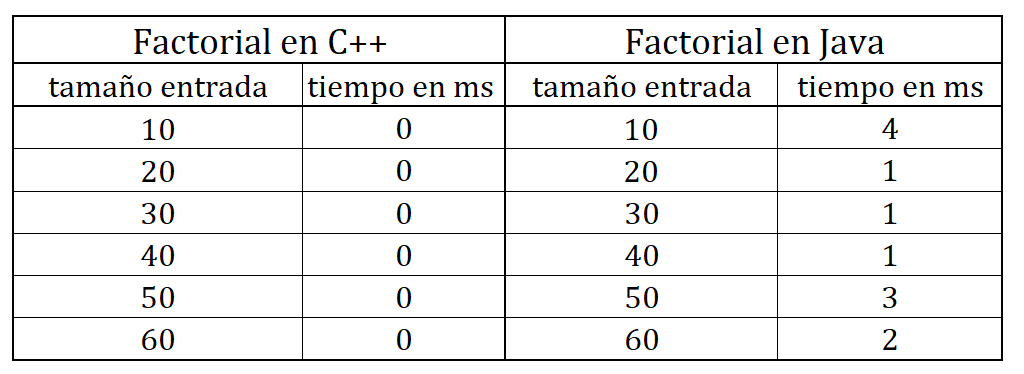 Factorial en C++ Factorial en Java
tamaño entrada tiempo en ms tamaño entrada tiempo en ms
10 0 10 4
20 0 20 1
30 0 30 1
40 0 40 1
50 0 50 3
60 0 60 2